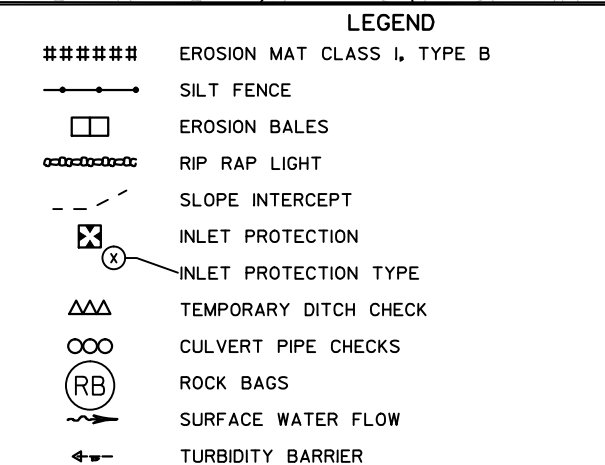 LEGEND
###### EROSION MAT CLASS I, TYPE B
SILT FENCE
EROSION BALES
RIP RAP LIGHT
SLOPE INTERCEPT
INLET PROTECTION
X INLET PROTECTION TYPE
TEMPORARY DITCH CHECK
CULVERT PIPE CHECKS
RB ROCK BAGS
SURFACE WATER FLOW
TURBIDITY BARRIER